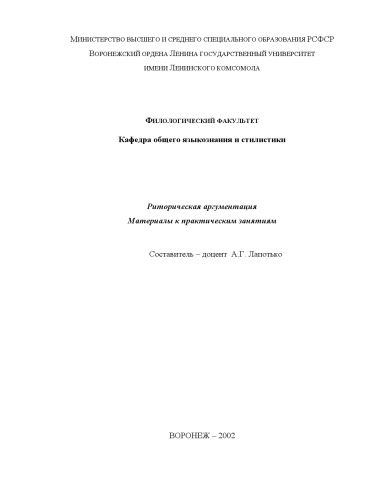 Министерство высшего и среднего специального образования РСФСР
Воронежский ордена Ленина государственный университет
имени Ленинского комсомола
Филологический факультет
Кафедра общего языкознания и стилистики
Риторическая аргументация
Материалы к практическим занятиям
Составитель – доцент А.Г. Лапотько
ВОРОНЕЖ – 2002